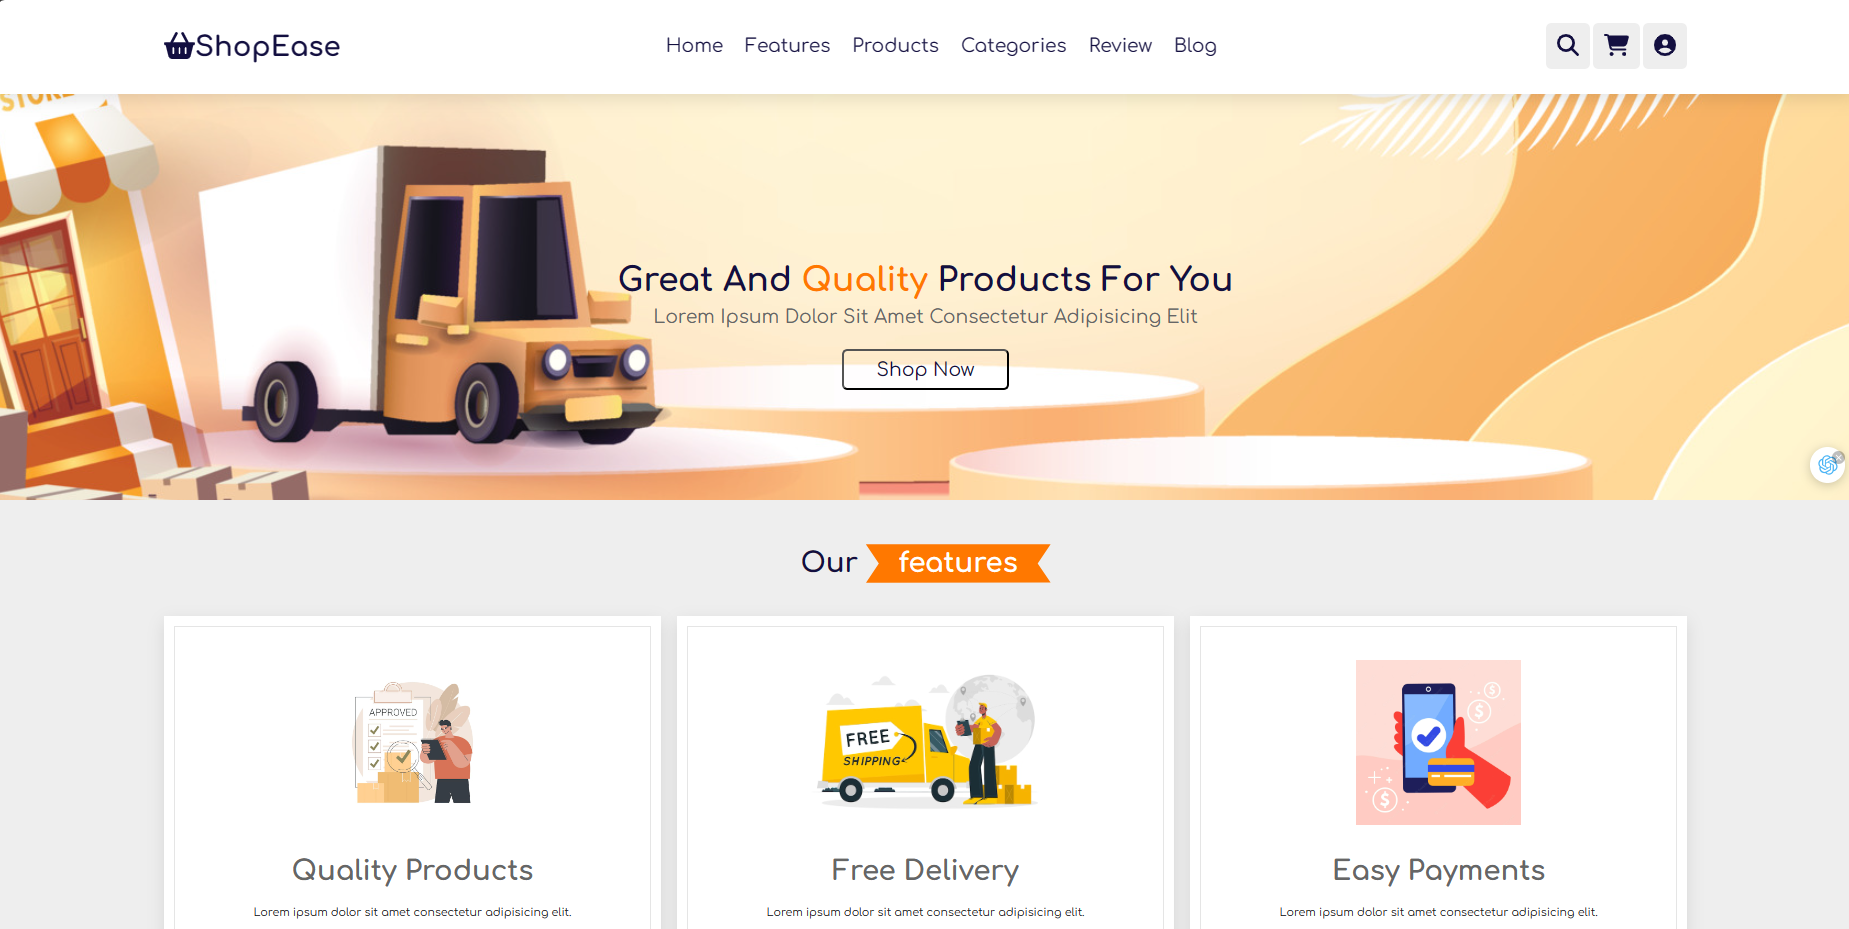 ShopEase
Home Features Products Categories Review Blog
STORE
Great And Quality Products For You
Lorem Ipsum Dolor Sit Amet Consectetur Adipisicing Elit
Shop Now
Our features
APPROVED
FREE
SHIPPING
$
$
$
Quality Products
Free Delivery
Easy Payments
Lorem ipsum dolor sit amet consectetur adipisicing elit.
Lorem ipsum dolor sit amet consectetur adipisicing elit.
Lorem ipsum dolor sit amet consectetur adipisicing elit.